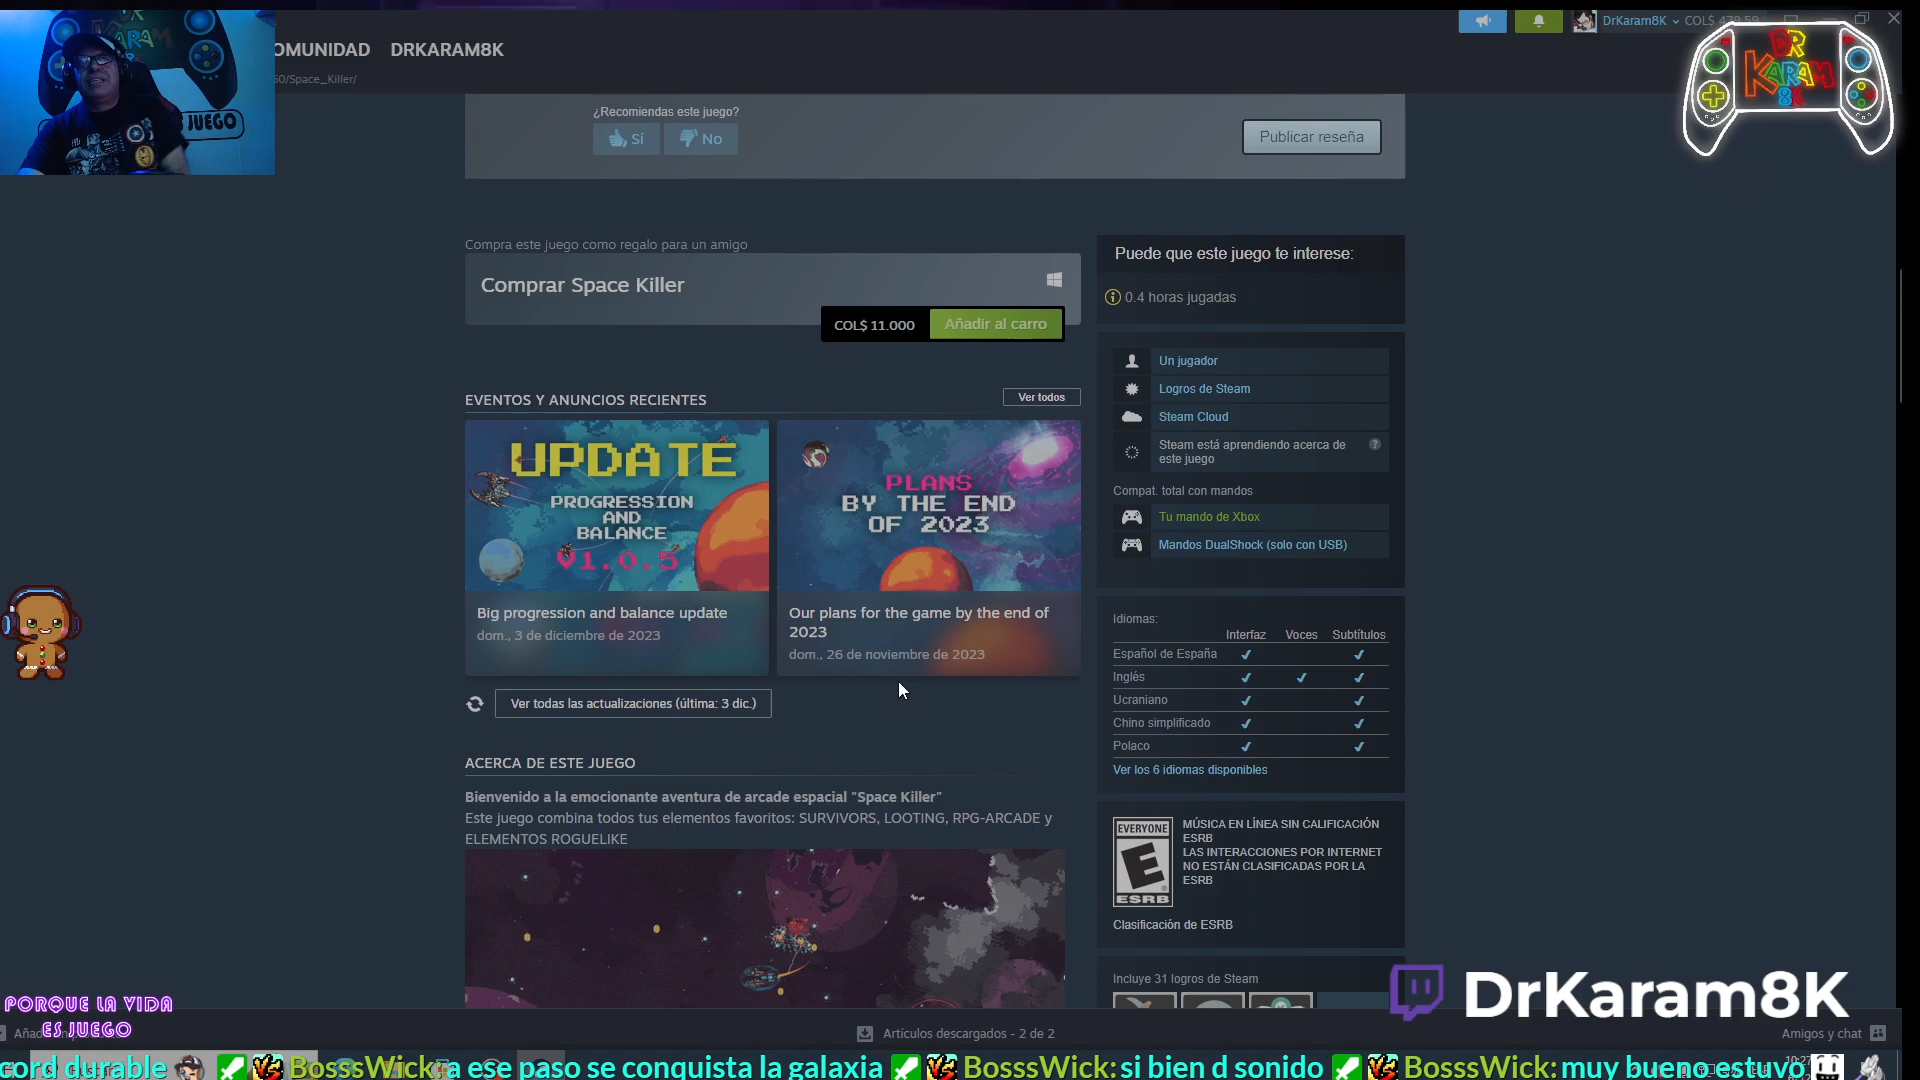 OMUNIDAD DRKARAM8K
DrKaram8K COL$ 479.59
60/Space_Killer/
DR
KARAM
8K
JUEGO
¿Recomiendas este juego?
Sí No
Publicar reseña
Compra este juego como regalo para un amigo
Comprar Space Killer
COL$ 11.000 Añadir al carro
EVENTOS Y ANUNCIOS RECIENTES
Ver todos
UPDATE
PROGRESSION
AND
BALANCE
V1.0.5
Big progression and balance update
dom., 3 de diciembre de 2023
PLANS
BY THE END
OF 2023
Our plans for the game by the end of
2023
dom., 26 de noviembre de 2023
Ver todas las actualizaciones (última: 3 dic.)
ACERCA DE ESTE JUEGO
Bienvenido a la emocionante aventura de arcade espacial "Space Killer"
Este juego combina todos tus elementos favoritos: SURVIVORS, LOOTING, RPG-ARCADE y
ELEMENTOS ROGUELIKE
Puede que este juego te interese:
0.4 horas jugadas
Un jugador
Logros de Steam
Steam Cloud
Steam está aprendiendo acerca de
este juego
?
Compat. total con mandos
Tu mando de Xbox
Mandos DualShock (solo con USB)
Idiomas:
Interfaz Voces Subtítulos
Español de España ✔ ✔
Inglés ✔ ✔ ✔
Ucraniano ✔ ✔
Chino simplificado ✔ ✔
Polaco ✔ ✔
Ver los 6 idiomas disponibles
EVERYONE
E
ESRB
MÚSICA EN LÍNEA SIN CALIFICACIÓN
ESRB
LAS INTERACCIONES POR INTERNET
NO ESTÁN CLASIFICADAS POR LA
ESRB
Clasificación de ESRB
Incluye 31 logros de Steam
DrKaram8K
PORQUE LA VIDA
ES JUEGO
Artículos descargados - 2 de 2
Amigos y chat
cord durable BosssWick: a ese paso se conquista la galaxia BosssWick: si bien d sonido BosssWick: muy bueno estuvo